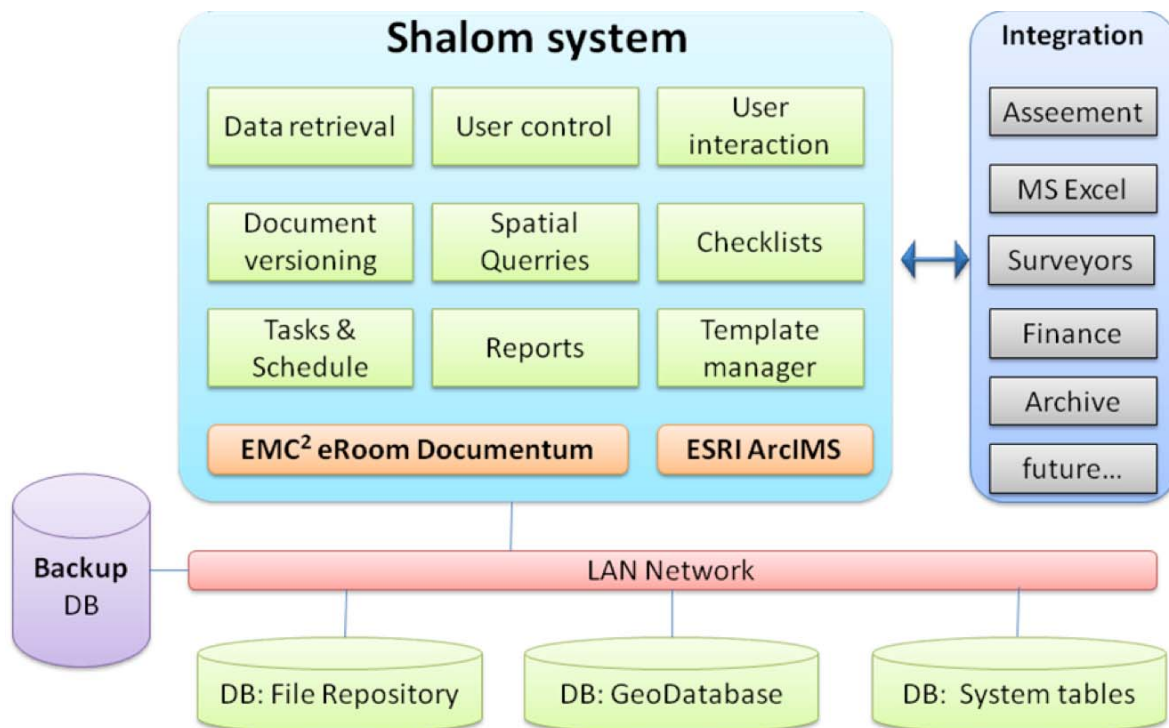 Shalom system
Data retrieval
User control
User
interaction
Document
versioning
Spatial
Querries
Checklists
Tasks &
Schedule
Reports
Template
manager
EMC² eRoom Documentum
ESRI ArcIMS
Integration
Asseement
MS Excel
Surveyors
Finance
Archive
future...
Backup
DB
LAN Network
DB: File Repository
DB: GeoDatabase
DB: System tables